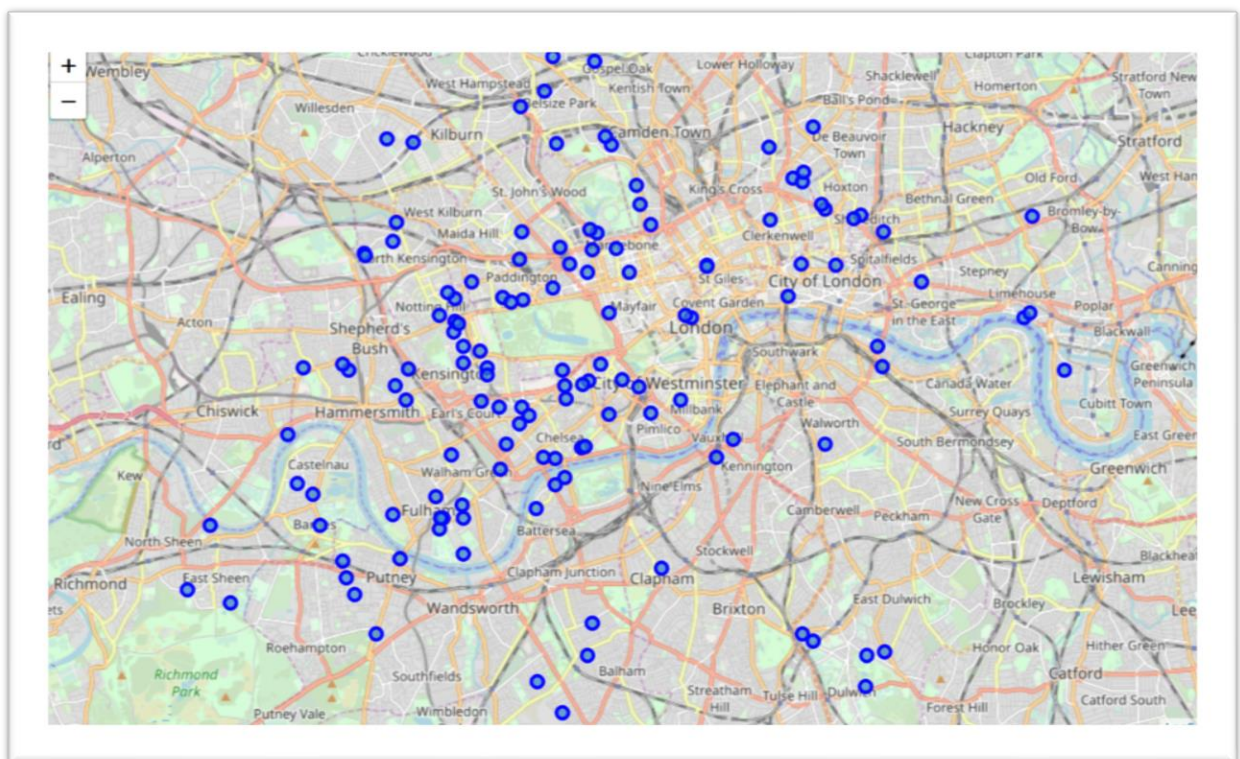 +
Wembley
Gospel Oak
Lower Holloway
Clapton Park
−
West Hampstead
Kentish Town
Shacklewell
Homerton
Stratford New
Town
Willesden
Belsize Park
Ball's Pond
Kilburn
Camden Town
De Beauvoir
Town
Hackney
Stratford
Alperton
St. John's Wood
King's Cross
Hoxton
Old Ford
West Ham
West Kilburn
Bethnal Green
Maida Hill
Clerkenwell
Bromley-by-
Bow
North Kensington
Paddington
St Giles
Spitalfields
Stepney
Canning
City of London
Ealing
Notting Hill
Mayfair
Covent Garden
St. George
in the East
Limehouse
Poplar
Acton
Shepherd's
Bush
London
Blackwall
Southwark
Kensington
City
Westminster
Elephant and
Castle
Canada Water
Greenwich
Peninsula
Chiswick
Hammersmith
Earl's Court
Millbank
Walworth
Surrey Quays
Cubitt Town
Chelsea
Pimlico
Vauxhall
South Bermondsey
East Green
Kew
Castelnau
Walham Green
Kennington
Greenwich
Nine Elms
Fulham
Camberwell
Peckham
New Cross
Gate
Deptford
Barnes
Battersea
North Sheen
Stockwell
Blackheat
Richmond
East Sheen
Putney
Clapham Junction
Clapham
Lewisham
Wandsworth
Brixton
East Dulwich
Brockley
Lee
Roehampton
Honor Oak
Hither Green
Richmond
Park
Southfields
Balham
Streatham
Hill
Tulse Hill
Dulwich
Catford
Catford South
Putney Vale
Wimbledon
Forest Hill